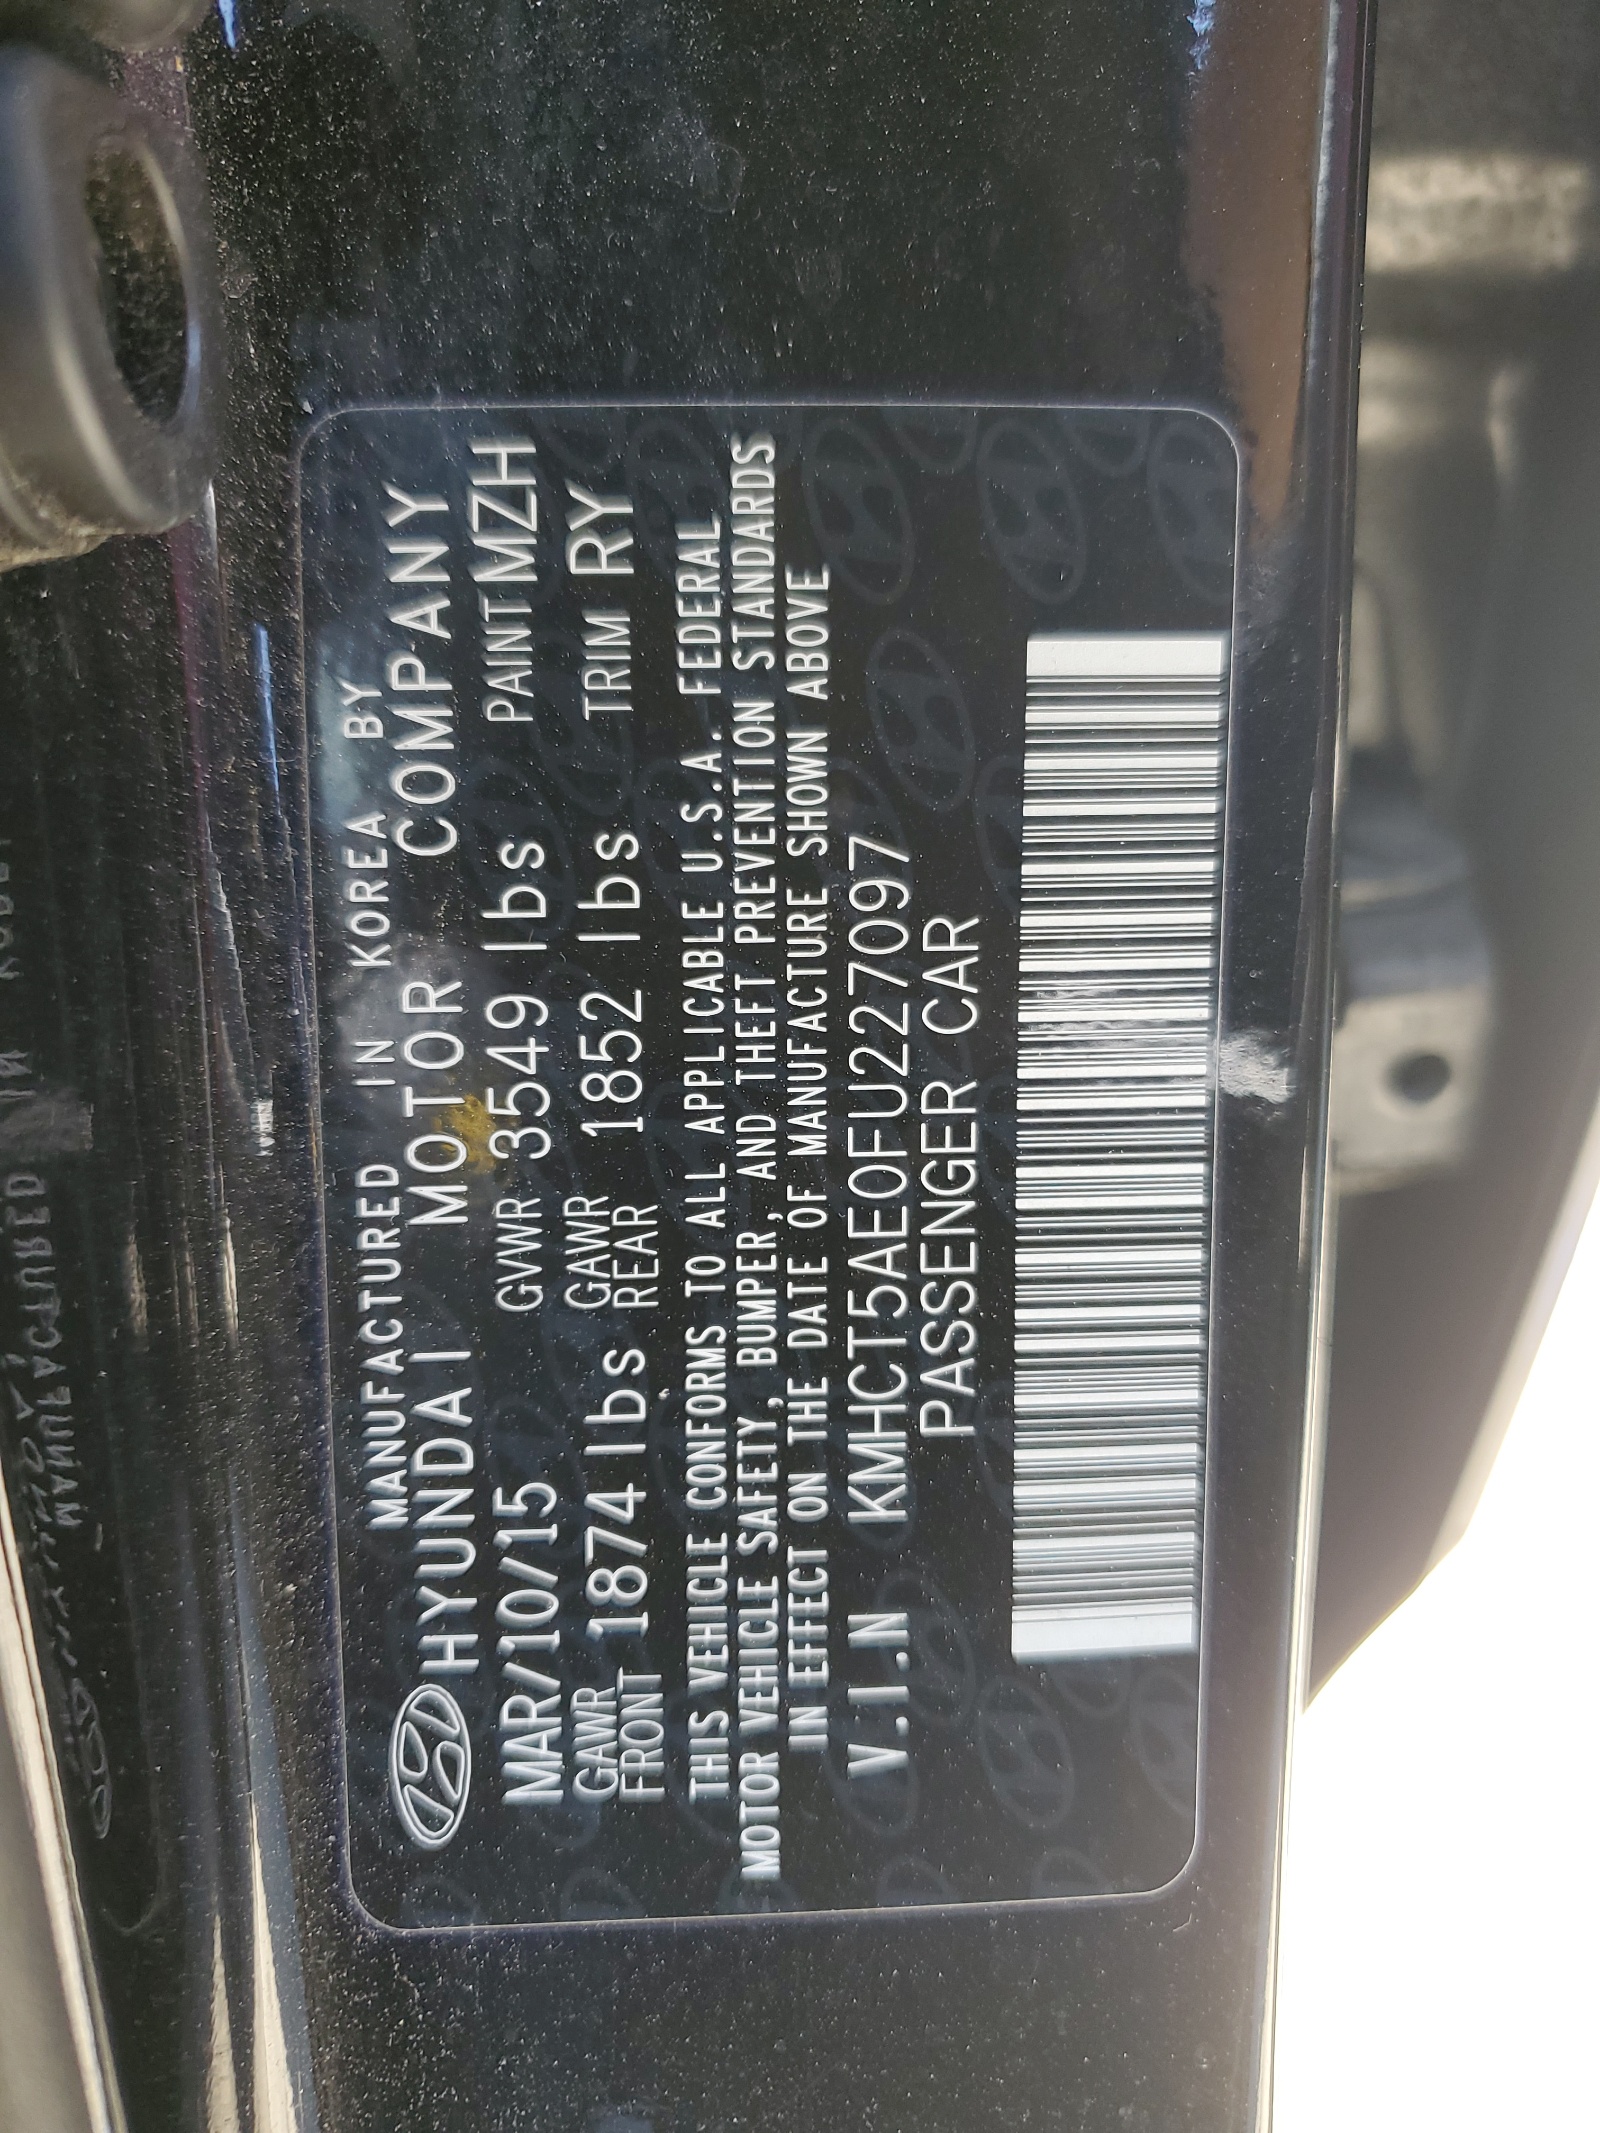 MANUFACTURED IN KOREA BY
HYUNDAI MOTOR COMPANY
MAR/10/15 GVWR 3549 lbs PAINT MZH
GAWR FRONT 1874 lbs GAWR REAR 1852 lbs TRIM RY
THIS VEHICLE CONFORMS TO ALL APPLICABLE U.S.A. FEDERAL
MOTOR VEHICLE SAFETY, BUMPER, AND THEFT PREVENTION STANDARDS
IN EFFECT ON THE DATE OF MANUFACTURE SHOWN ABOVE
V.I.N KMHCT5AE0FU227097
PASSENGER CAR